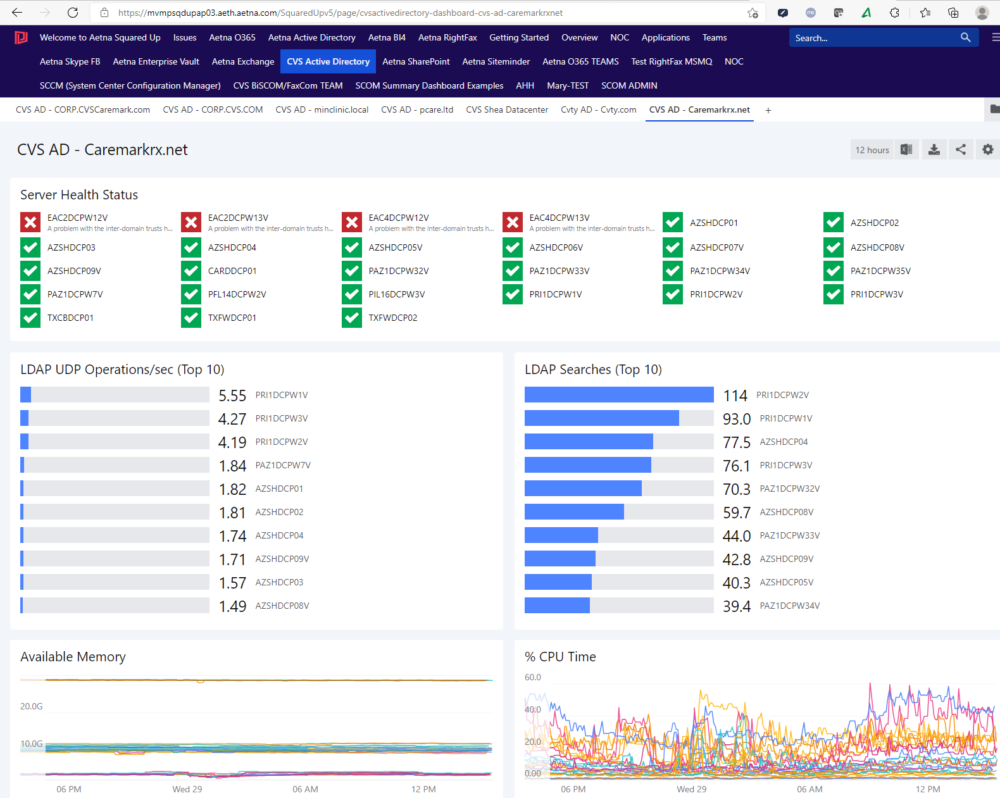 https://mvmpsqdupap03.aeth.aetna.com/SquaredUpv5/page/cvsactivedirectory-dashboard-cvs-ad-caremarkrxnet
me
Welcome to Aetna Squared Up Issues Aetna O365 Aetna Active Directory Aetna BI4 Aetna RightFax Getting Started Overview NOC Applications Teams
Search...
Aetna Skype FB Aetna Enterprise Vault Aetna Exchange CVS Active Directory Aetna SharePoint Aetna Siteminder Aetna O365 TEAMS Test RightFax MSMQ NOC
SCCM (System Center Configuration Manager) CVS BiSCOM/FaxCom TEAM SCOM Summary Dashboard Examples AHH Mary-TEST SCOM ADMIN
CVS AD - CORP.CVSCaremark.com CVS AD - CORP.CVS.COM CVS AD - minclinic.local CVS AD - pcare.ltd CVS Shea Datacenter Cvty AD - Cvty.com CVS AD - Caremarkrx.net +
CVS AD - Caremarkrx.net
12 hours
Server Health Status
EAC2DCPW12V EAC2DCPW13V EAC4DCPW12V EAC4DCPW13V AZSHDCP01 AZSHDCP02
A problem with the inter-domain trusts h... A problem with the inter-domain trusts h... A problem with the inter-domain trusts h... A problem with the inter-domain trusts h...
AZSHDCP03 AZSHDCP04 AZSHDCP05V AZSHDCP06V AZSHDCP07V AZSHDCP08V
AZSHDCP09V CARDDCP01 PAZ1DCPW32V PAZ1DCPW33V PAZ1DCPW34V PAZ1DCPW35V
PAZ1DCPW7V PFL14DCPW2V PIL16DCPW3V PRI1DCPW1V PRI1DCPW2V PRI1DCPW3V
TXCBDCP01 TXFWDCP01 TXFWDCP02
LDAP UDP Operations/sec (Top 10)
5.55 PRI1DCPW1V
4.27 PRI1DCPW3V
4.19 PRI1DCPW2V
1.84 PAZ1DCPW7V
1.82 AZSHDCP01
1.81 AZSHDCP02
1.74 AZSHDCP04
1.71 AZSHDCP09V
1.57 AZSHDCP03
1.49 AZSHDCP08V
LDAP Searches (Top 10)
114 PRI1DCPW2V
93.0 PRI1DCPW1V
77.5 AZSHDCP04
76.1 PRI1DCPW3V
70.3 PAZ1DCPW32V
59.7 AZSHDCP08V
44.0 PAZ1DCPW33V
42.8 AZSHDCP09V
40.3 AZSHDCP05V
39.4 PAZ1DCPW34V
Available Memory
20.0G
10.0G
06 PM Wed 29 06 AM 12 PM
% CPU Time
60.0
40.0
20.0
0.00
06 PM Wed 29 06 AM 12 PM